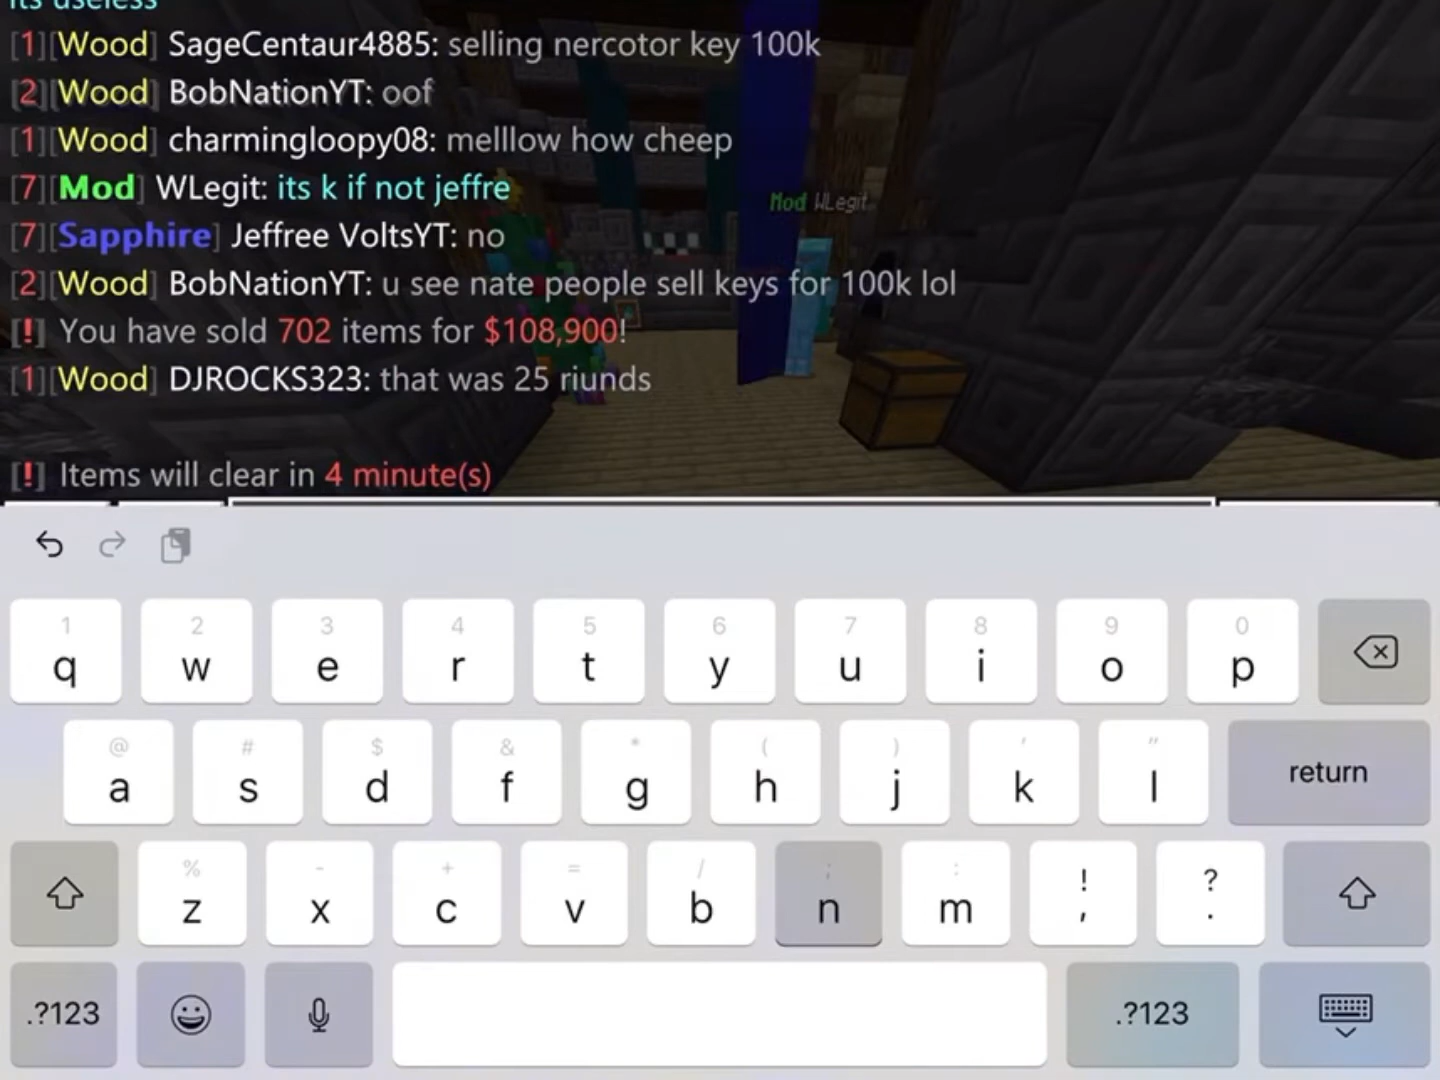 its useless
[1][Wood] SageCentaur4885: selling nercotor key 100k
[2][Wood] BobNationYT: oof
[1][Wood] charmingloopy08: melllow how cheep
[7][Mod] WLegit: its k if not jeffre
Mod WLegit
[7][Sapphire] Jeffree VoltsYT: no
[2][Wood] BobNationYT: u see nate people sell keys for 100k lol
[!] You have sold 702 items for $108,900!
[1][Wood] DJROCKS323: that was 25 riunds
[!] Items will clear in 4 minute(s)
1 2 3 4 5 6 7 8 9 0
q w e r t y u i o p
@ # $ & * ( ) ' "
a s d f g h j k l return
% - + = / ; : ! ?
z x c v b n m , .
.?123 .?123